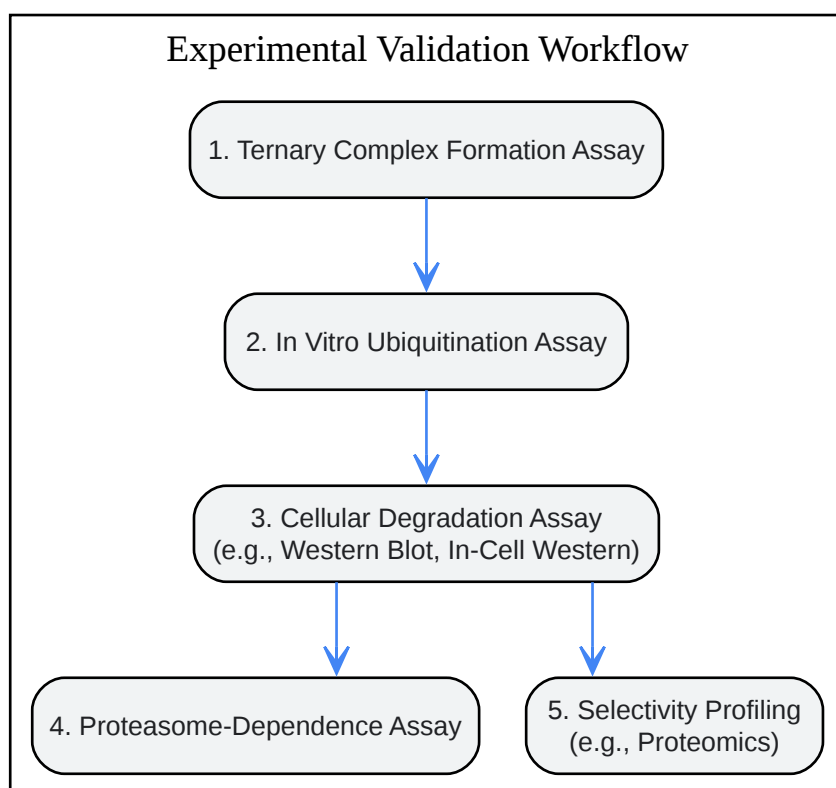 Experimental Validation Workflow
1. Ternary Complex Formation Assay
2. In Vitro Ubiquitination Assay
3. Cellular Degradation Assay
(e.g., Western Blot, In-Cell Western)
4. Proteasome-Dependence Assay
5. Selectivity Profiling
(e.g., Proteomics)